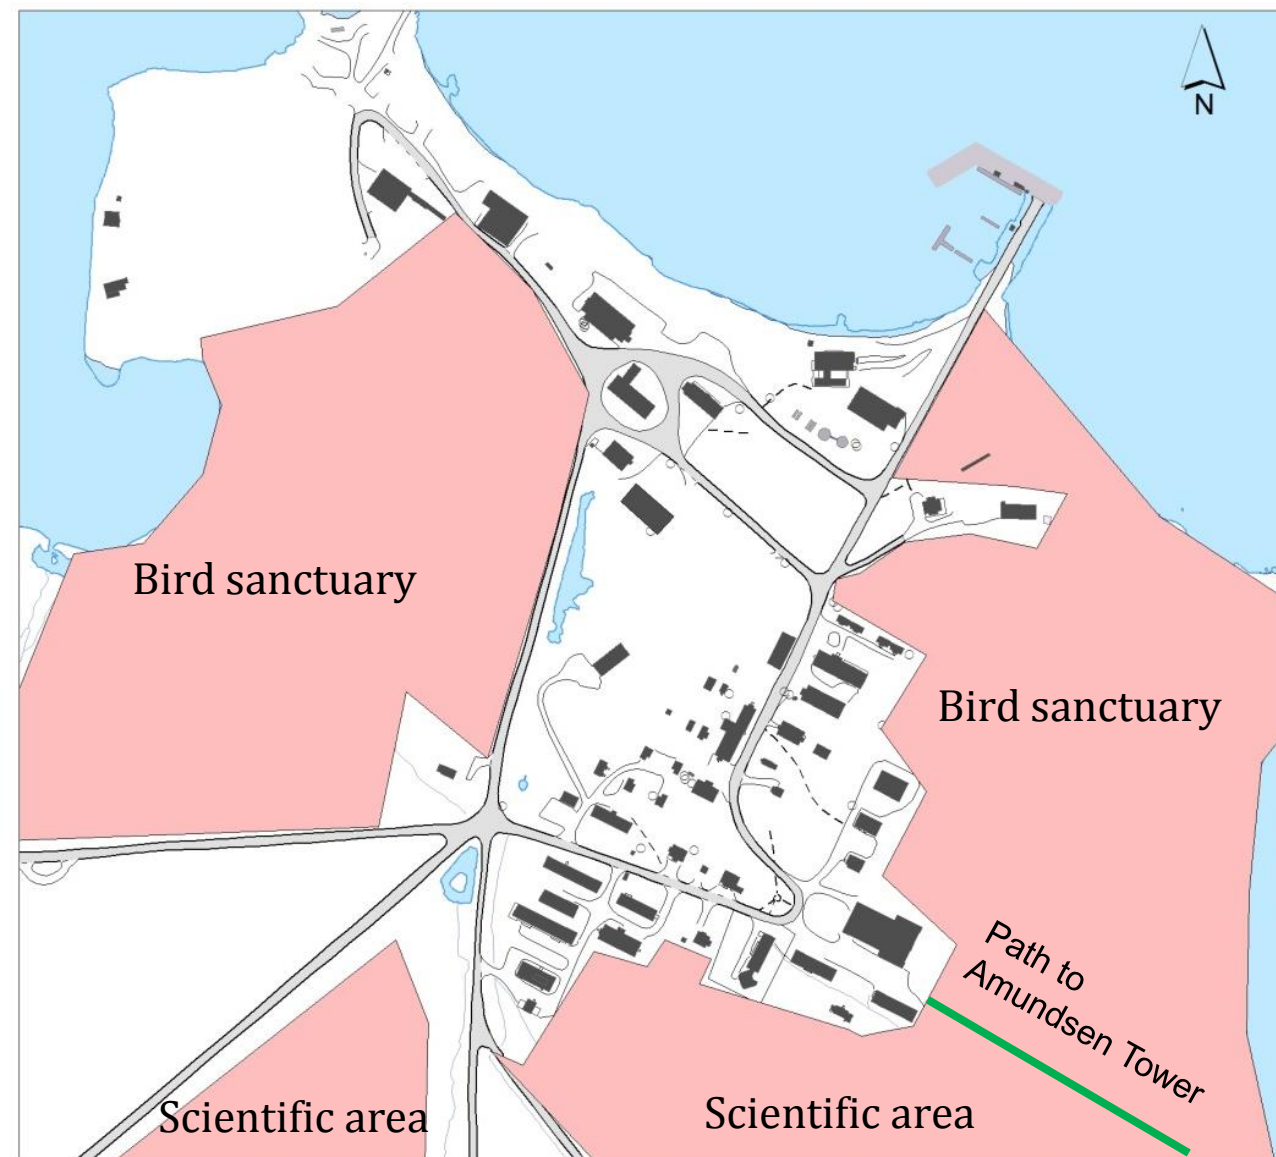 N
Bird sanctuary
Bird sanctuary
Path to
Amundsen Tower
Scientific area
Scientific area